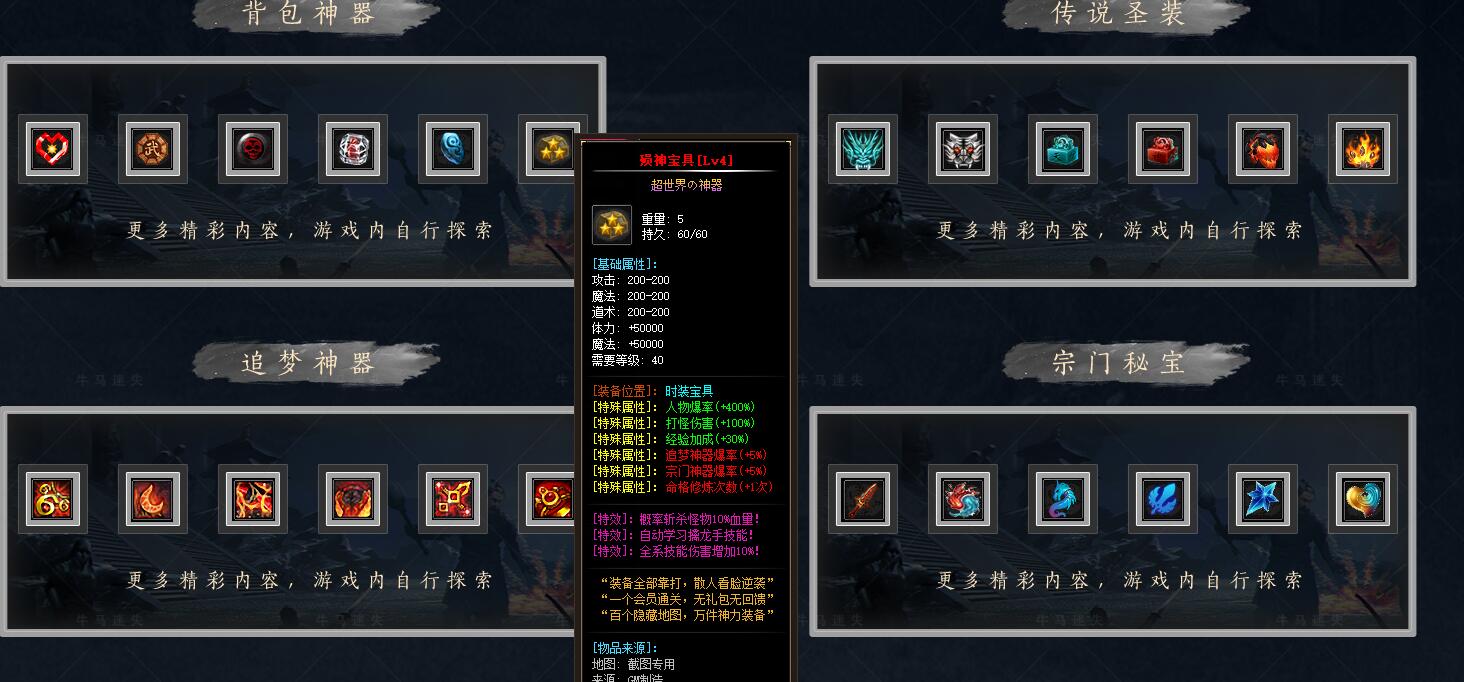 背包神器
传说圣装
更多精彩内容，游戏内自行探索
更多精彩内容，游戏内自行探索
殒神宝具[Lv4]
超世界の神器
重量: 5
持久: 60/60
[基础属性]:
攻击: 200-200
魔法: 200-200
道术: 200-200
体力: +50000
魔法: +50000
需要等级: 40
[装备位置]: 时装宝具
[特殊属性]: 人物爆率(+400%)
[特殊属性]: 打怪伤害(+100%)
[特殊属性]: 经验加成(+30%)
[特殊属性]: 追梦神器爆率(+5%)
[特殊属性]: 宗门神器爆率(+5%)
[特殊属性]: 命格修炼次数(+1次)
[特效]: 概率斩杀怪物10%血量!
[特效]: 自动学习擒龙手技能!
[特效]: 全系技能伤害增加10%!
“装备全部靠打，散人看脸逆袭”
“一个会员通关，无礼包无回馈”
“百个隐藏地图，万件神力装备”
[物品来源]:
地图: 截图专用
来源: GM制造
追梦神器
宗门秘宝
牛马迷失
牛马迷失
牛马迷失
更多精彩内容，游戏内自行探索
更多精彩内容，游戏内自行探索